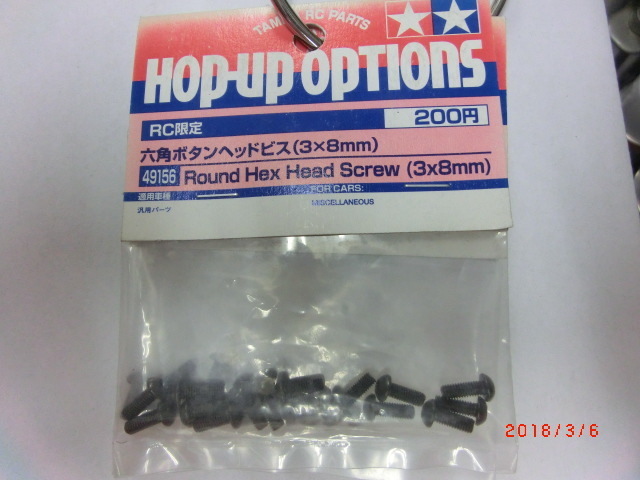 TAMIYA RC PARTS
HOP-UP OPTIONS
RC限定
200円
六角ボタンヘッドビス(3×8mm)
49156 Round Hex Head Screw (3x8mm)
適用車種 FOR CARS:
汎用パーツ MISCELLANEOUS
2018/3/6